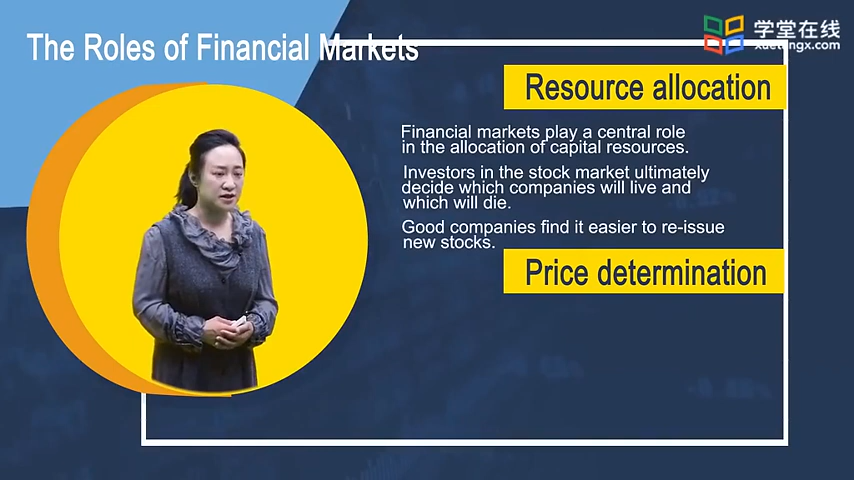 The Roles of Financial Markets
学堂在线
xuetangx.com
Resource allocation
Financial markets play a central role
in the allocation of capital resources.
Investors in the stock market ultimately
decide which companies will live and
which will die.
Good companies find it easier to re-issue
new stocks.
Price determination